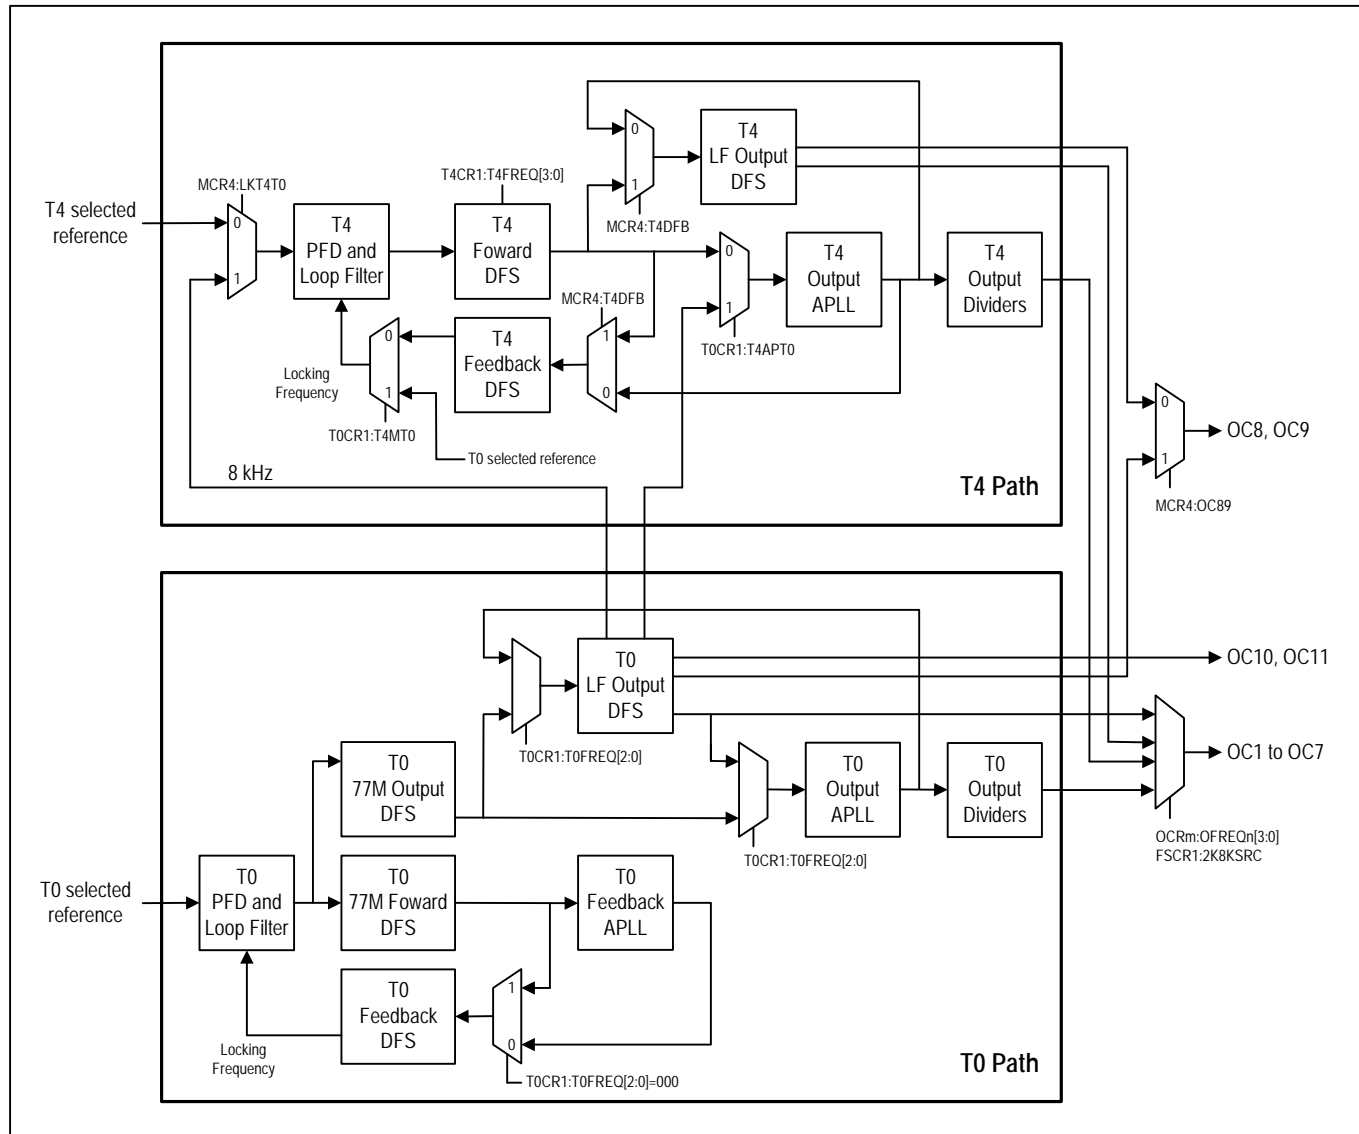 T4
LF Output
DFS
MCR4:LKT4T0
T4CR1:T4FREQ[3:0]
0
1
MCR4:T4DFB
T4 selected
reference
0
1
T4
PFD and
Loop Filter
T4
Foward
DFS
0
1
T0CR1:T4APT0
T4
Output
APLL
T4
Output
Dividers
MCR4:T4DFB
1
0
T4
Feedback
DFS
0
1
T0CR1:T4MT0
Locking
Frequency
T0 selected reference
8 kHz
T4 Path
0
1
MCR4:OC89
OC8, OC9
T0
LF Output
DFS
T0CR1:T0FREQ[2:0]
OC10, OC11
OC1 to OC7
OCRm:OFREQn[3:0]
FSCR1:2K8KSRC
T0
77M Output
DFS
T0
Output
APLL
T0
Output
Dividers
T0CR1:T0FREQ[2:0]
T0 selected
reference
T0
PFD and
Loop Filter
T0
77M Foward
DFS
T0
Feedback
APLL
T0
Feedback
DFS
1
0
Locking
Frequency
T0CR1:T0FREQ[2:0]=000
T0 Path